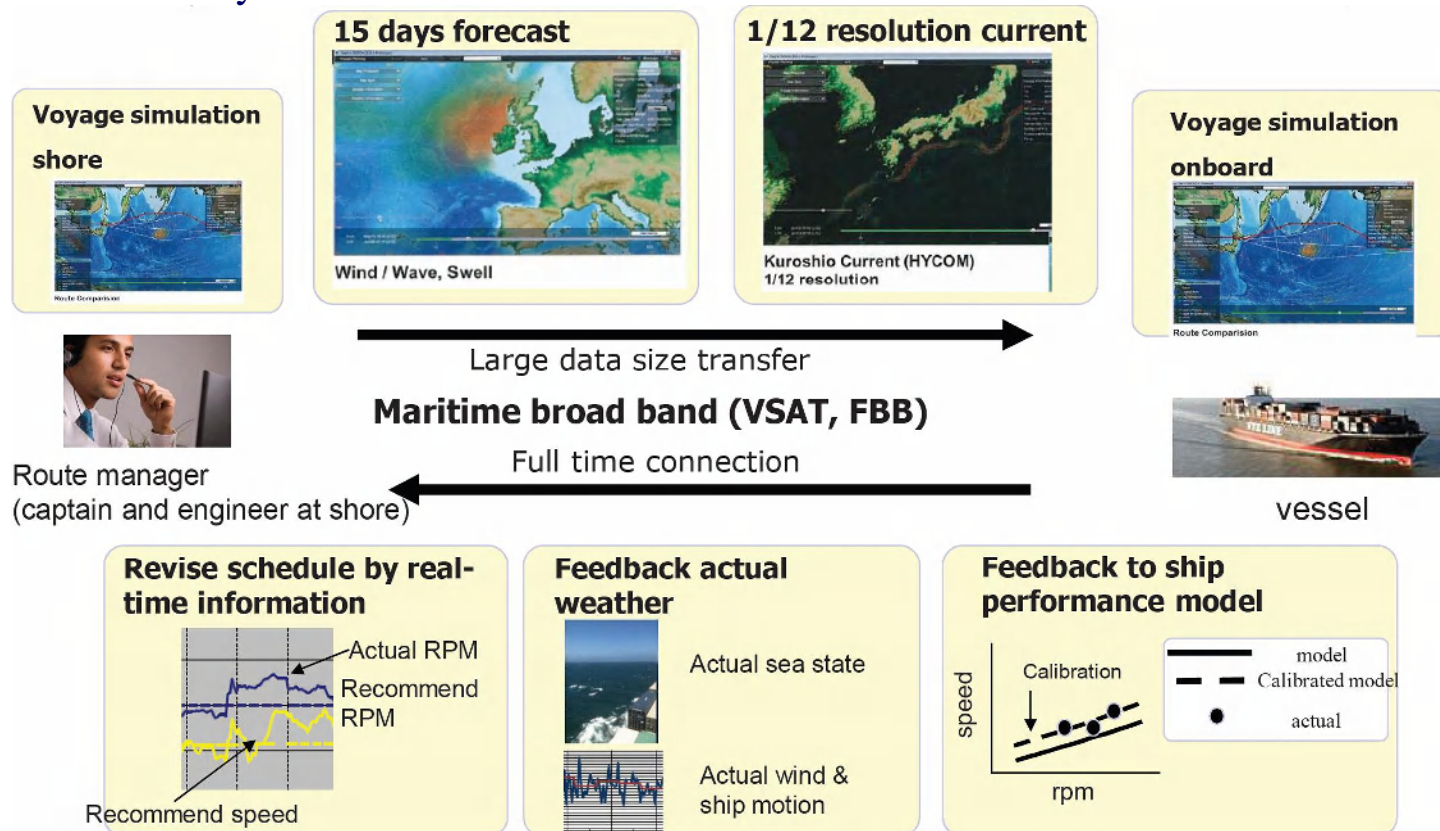 15 days forecast
1/12 resolution current
Voyage simulation
shore
Route Comparision
Wind / Wave, Swell
Kuroshio Current (HYCOM)
1/12 resolution
Voyage simulation
onboard
Route Comparision
Large data size transfer
Maritime broad band (VSAT, FBB)
Full time connection
Route manager
(captain and engineer at shore)
vessel
Revise schedule by real-
time information
Actual RPM
Recommend
RPM
Recommend speed
Feedback actual
weather
Actual sea state
Actual wind &
ship motion
Feedback to ship
performance model
speed
Calibration
rpm
model
Calibrated model
actual